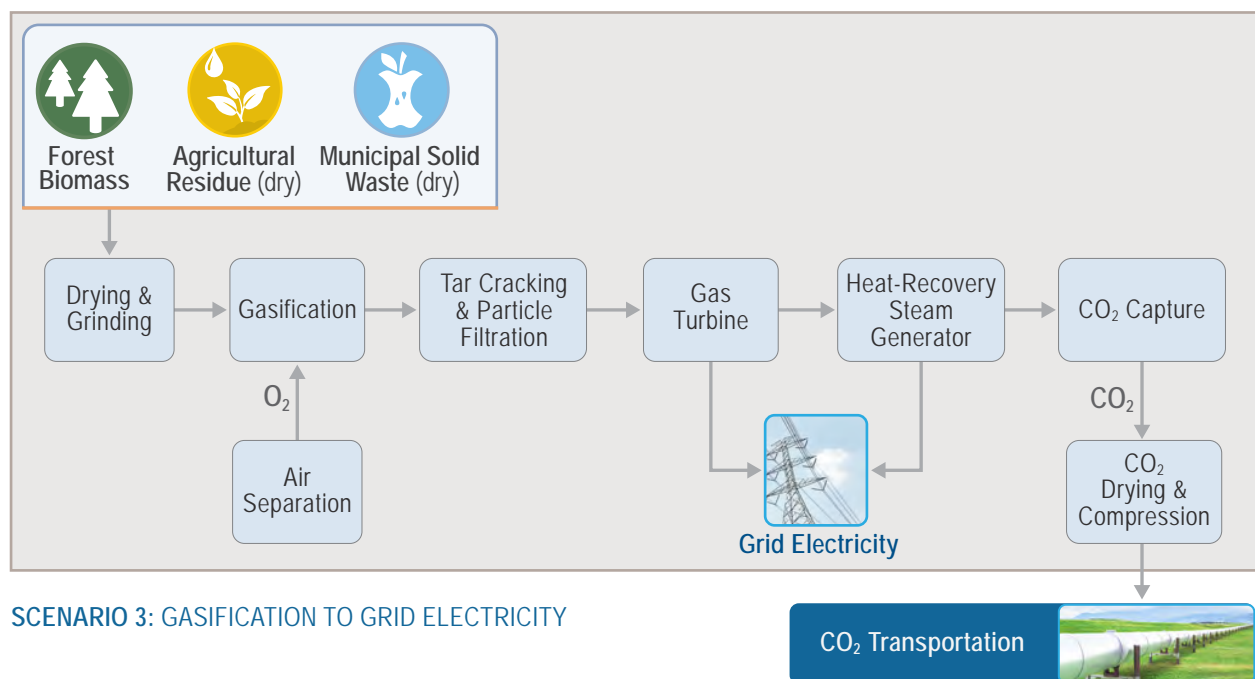 Forest
Biomass
Agricultural
Residue (dry)
Municipal Solid
Waste (dry)
Drying &
Grinding
Gasification
Tar Cracking
& Particle
Filtration
Gas
Turbine
Heat-Recovery
Steam
Generator
CO₂ Capture
O₂
CO₂
Air
Separation
Grid Electricity
CO₂
Drying &
Compression
SCENARIO 3: GASIFICATION TO GRID ELECTRICITY
CO₂ Transportation